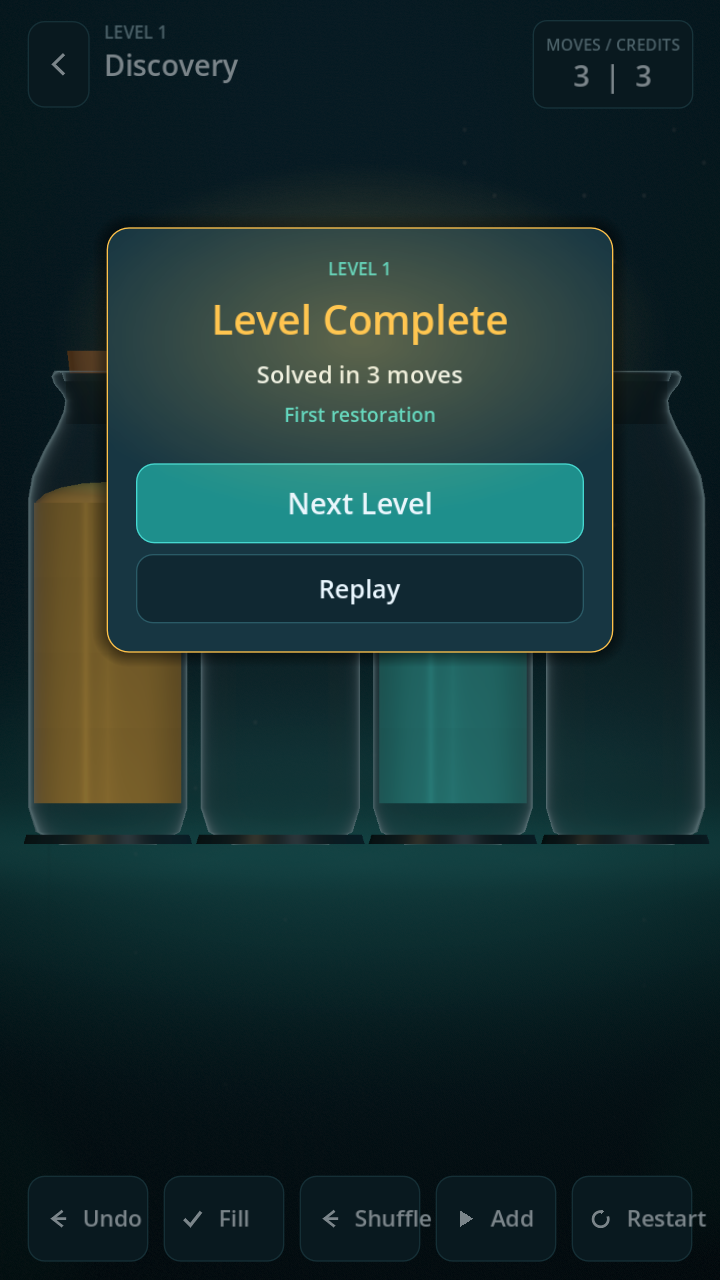 LEVEL 1
Discovery
MOVES / CREDITS
3 | 3
LEVEL 1
Level Complete
Solved in 3 moves
First restoration
Next Level
Replay
Undo
Fill
Shuffle
Add
Restart